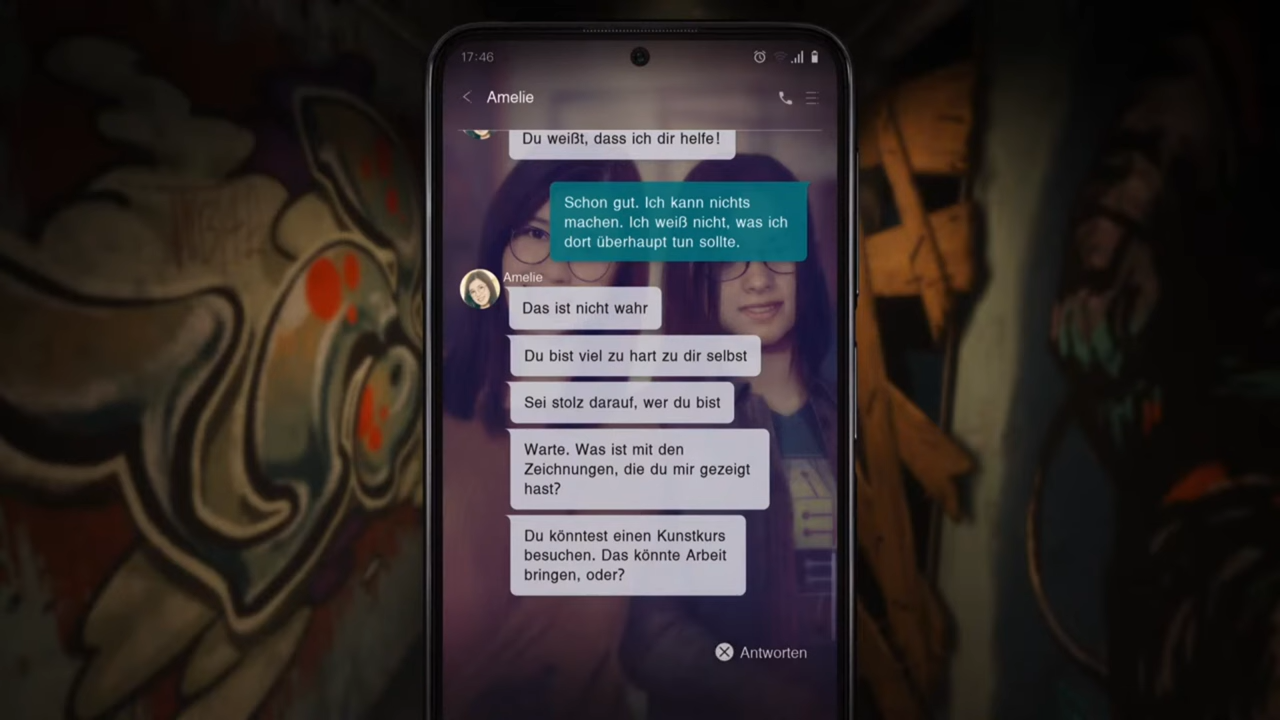 17:46
Amelie
Du weißt, dass ich dir helfe!
Schon gut. Ich kann nichts
machen. Ich weiß nicht, was ich
dort überhaupt tun sollte.
Amelie
Das ist nicht wahr
Du bist viel zu hart zu dir selbst
Sei stolz darauf, wer du bist
Warte. Was ist mit den
Zeichnungen, die du mir gezeigt
hast?
Du könntest einen Kunstkurs
besuchen. Das könnte Arbeit
bringen, oder?
Antworten